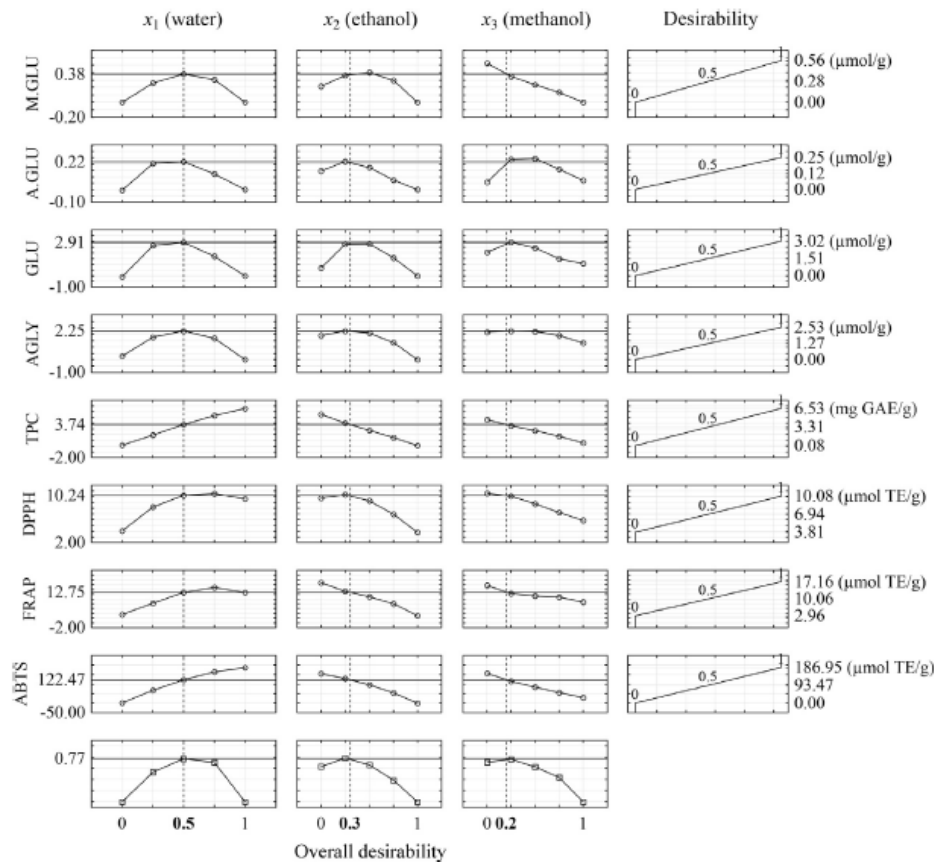 x₁ (water) x₂ (ethanol) x₃ (methanol) Desirability
M.GLU 0.38 -0.20 0 0.5 0.56 (μmol/g) 0.28 0.00
A.GLU 0.22 -0.10 0 0.5 0.25 (μmol/g) 0.12 0.00
GLU 2.91 -1.00 0 0.5 3.02 (μmol/g) 1.51 0.00
AGLY 2.25 -1.00 0 0.5 2.53 (μmol/g) 1.27 0.00
TPC 3.74 -2.00 0 0.5 6.53 (mg GAE/g) 3.31 0.08
DPPH 10.24 2.00 0 0.5 10.08 (μmol TE/g) 6.94 3.81
FRAP 12.75 -2.00 0 0.5 17.16 (μmol TE/g) 10.06 2.96
ABTS 122.47 -50.00 0 0.5 186.95 (μmol TE/g) 93.47 0.00
0.77
0 0.5 1 0 0.3 1 0 0.2 1
Overall desirability